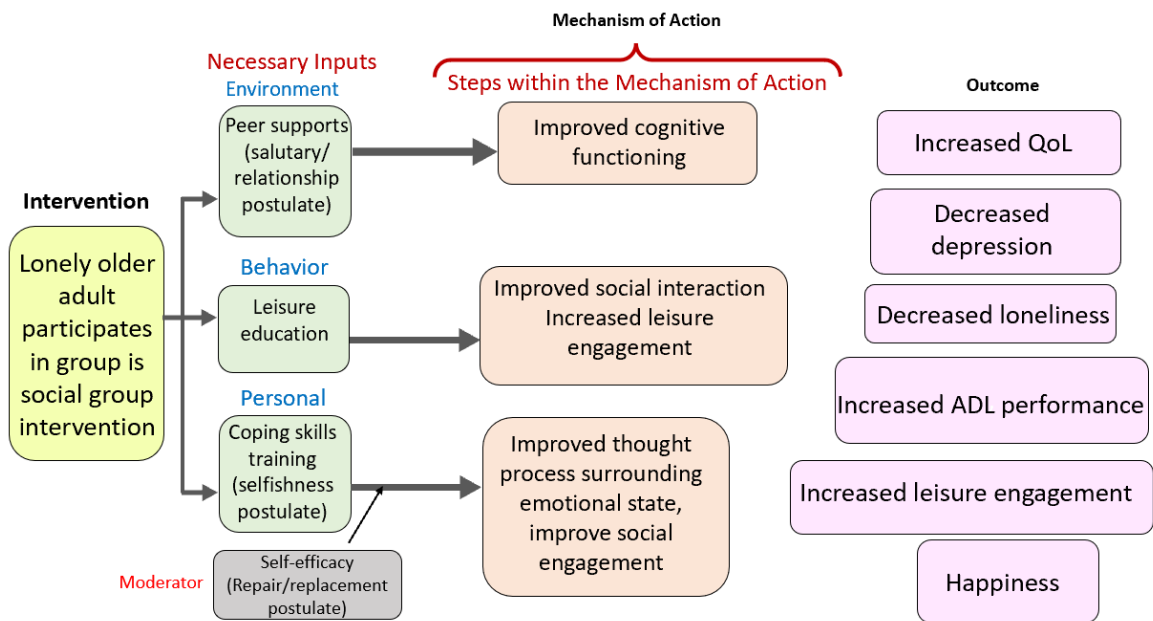 Mechanism of Action
Necessary Inputs
Steps within the Mechanism of Action
Environment
Outcome
Peer supports
(salutary/
relationship
postulate)
Improved cognitive
functioning
Increased QoL
Intervention
Lonely older
adult
participates
in group is
social group
intervention
Decreased
depression
Behavior
Leisure
education
Improved social interaction
Increased leisure
engagement
Decreased loneliness
Personal
Coping skills
training
(selfishness
postulate)
Improved thought
process surrounding
emotional state,
improve social
engagement
Increased ADL performance
Increased leisure engagement
Moderator
Self-efficacy
(Repair/replacement
postulate)
Happiness